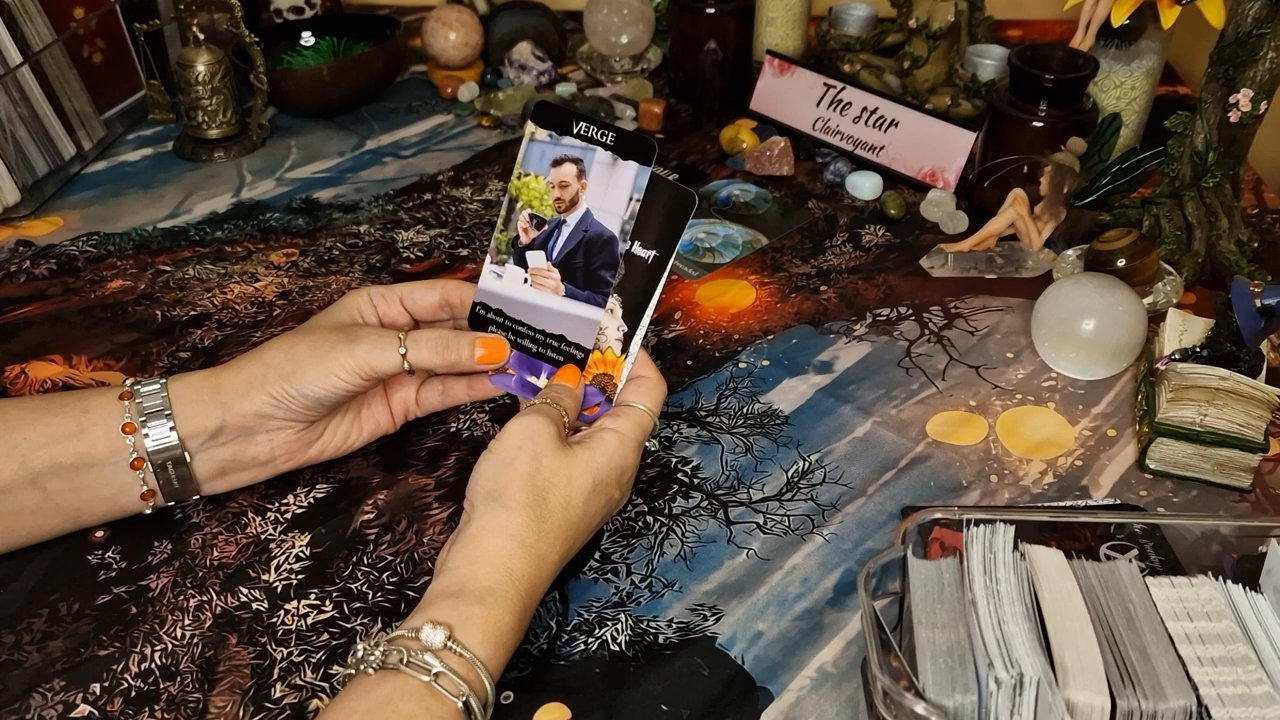 VERGE
I'm about to confess my true feelings
please be willing to listen
Heart
The star
Clairvoyant